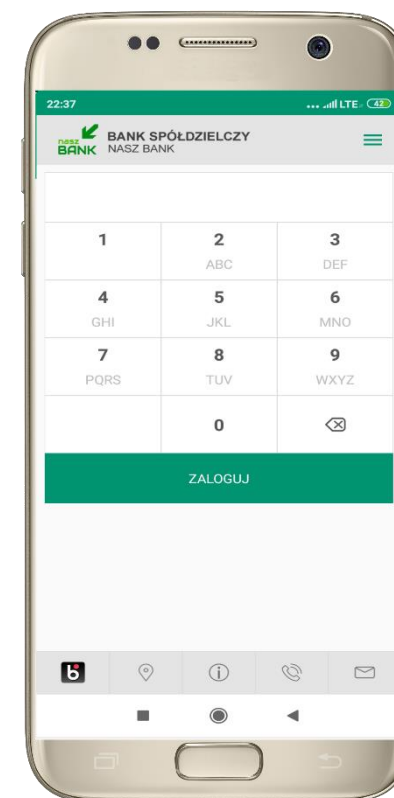 22:37
LTE 42
nasz
BANK
BANK SPÓŁDZIELCZY
NASZ BANK
1 2 3
ABC DEF
4 5 6
GHI JKL MNO
7 8 9
PQRS TUV WXYZ
0
ZALOGUJ
b
i